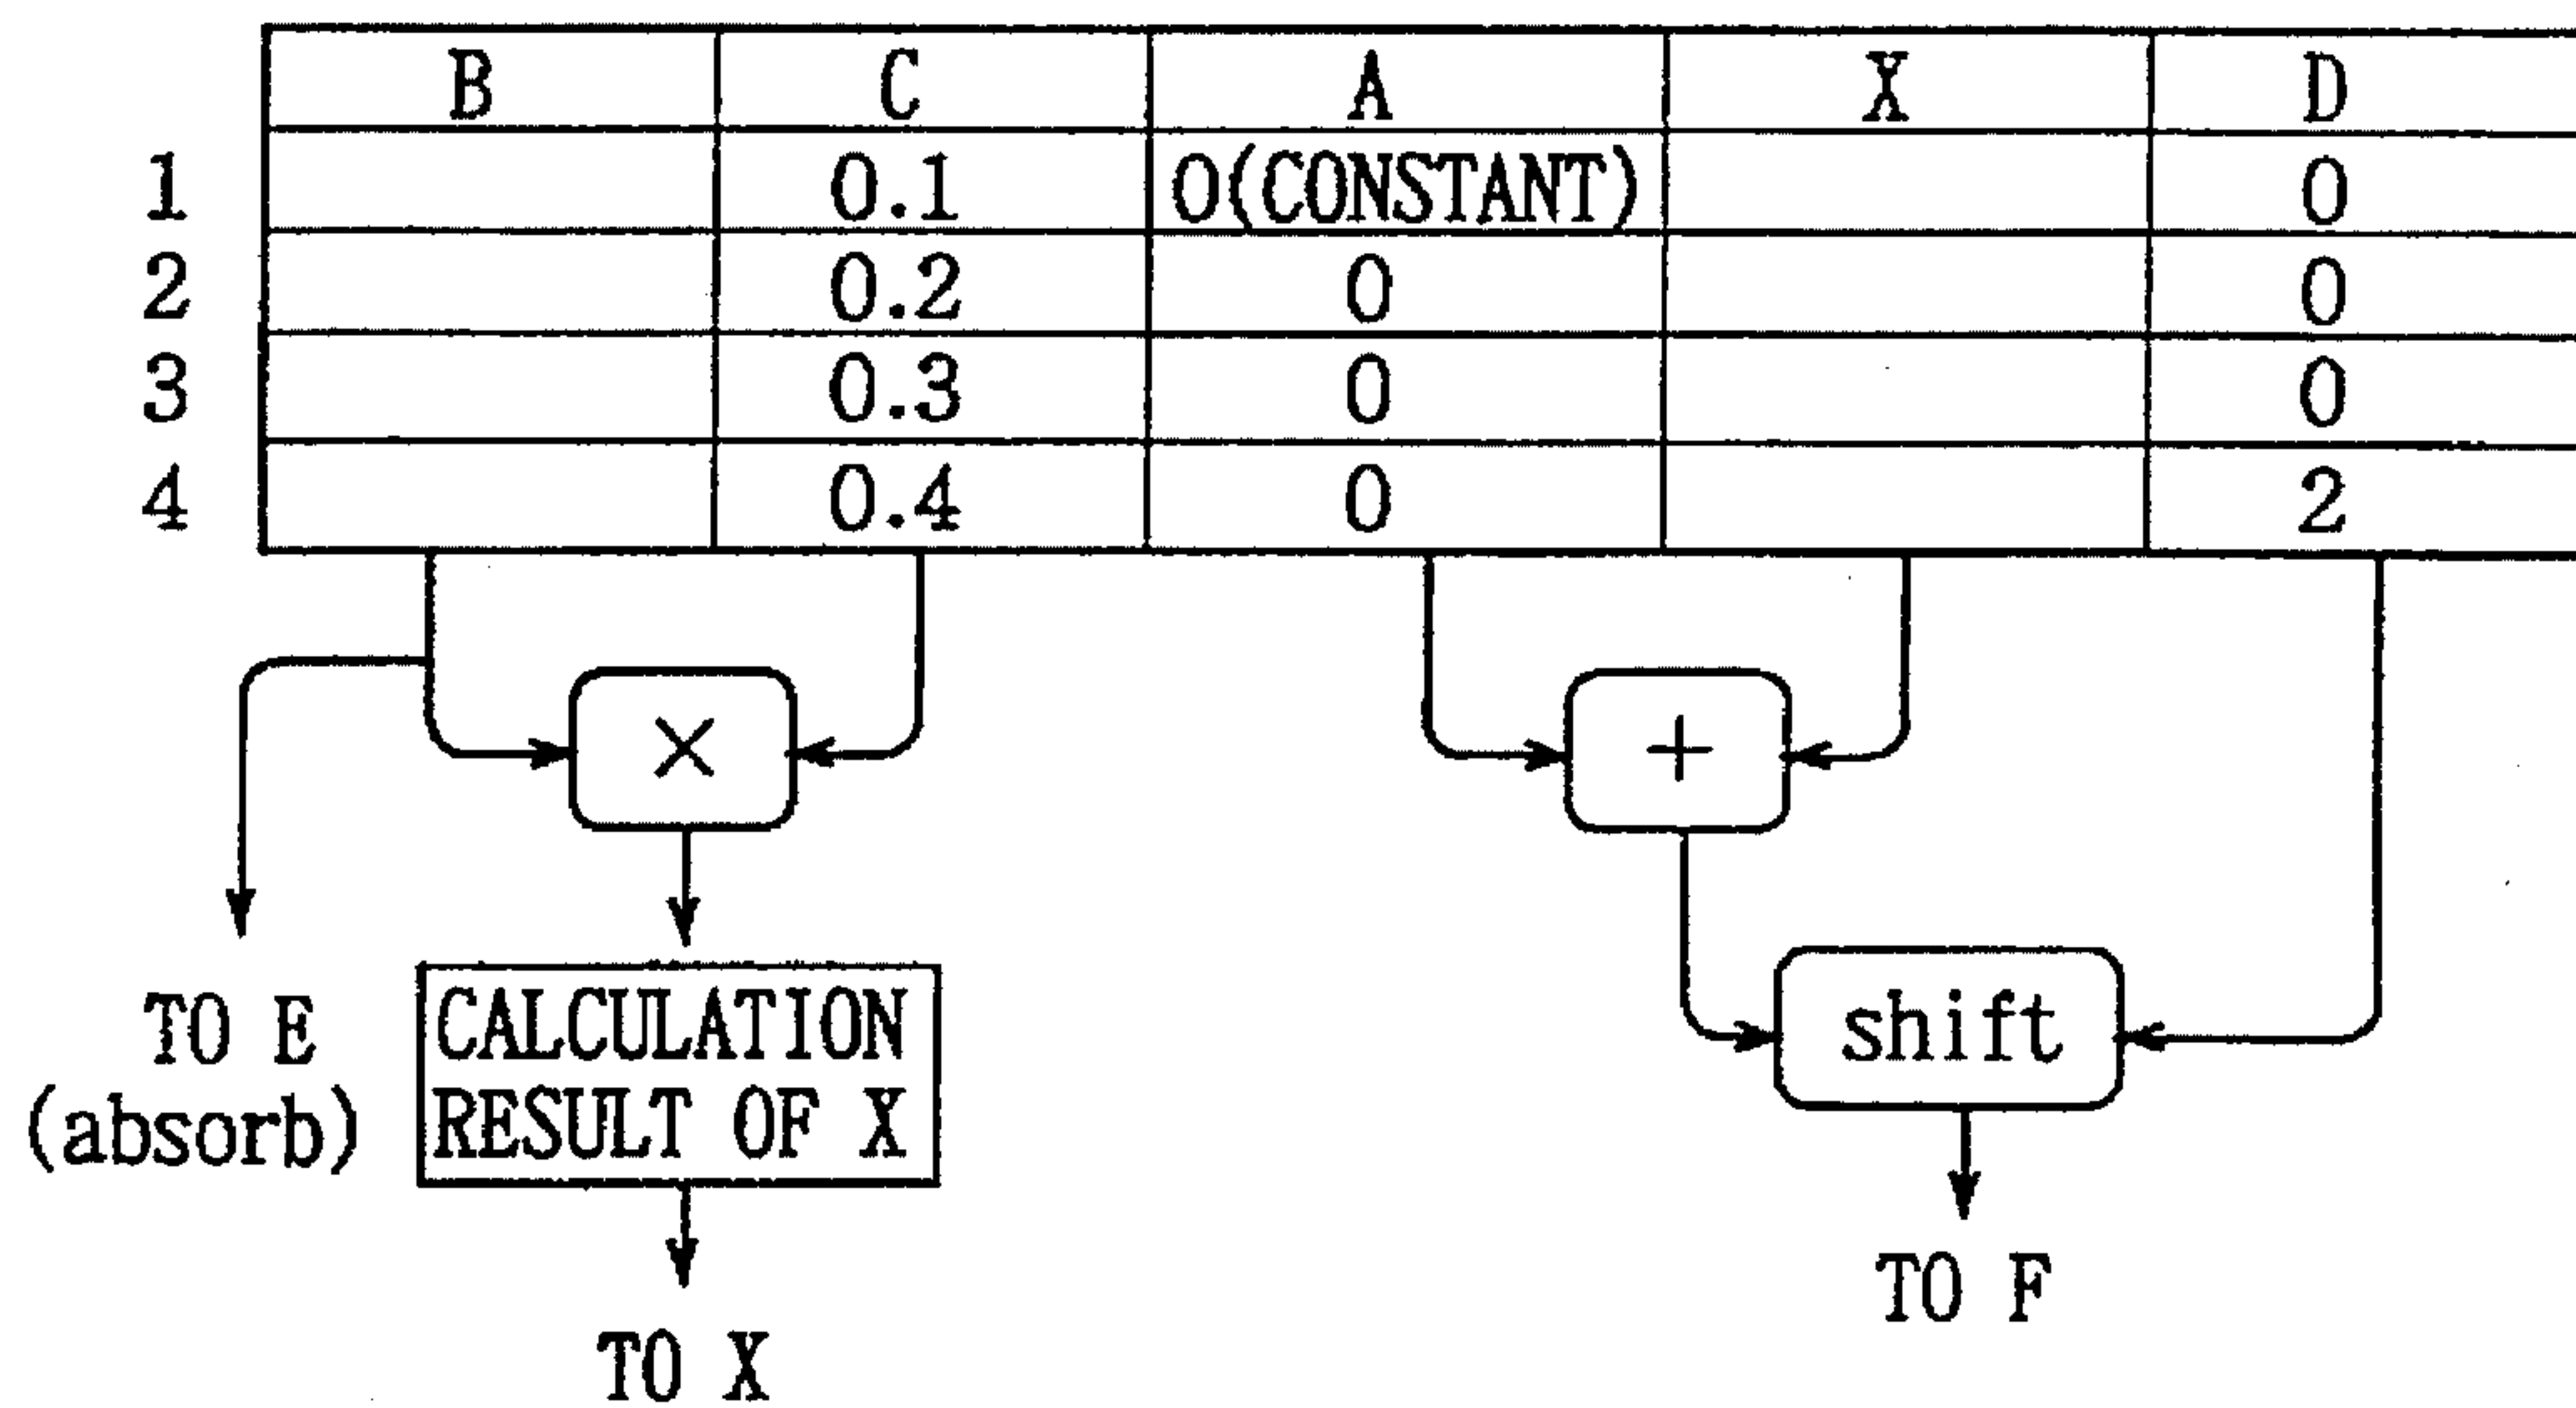 B C A X D
1 0.1 0(CONSTANT) 0
2 0.2 0 0
3 0.3 0 0
4 0.4 0 2
× +
TO E
(absorb)
CALCULATION
RESULT OF X
shift
TO X
TO F